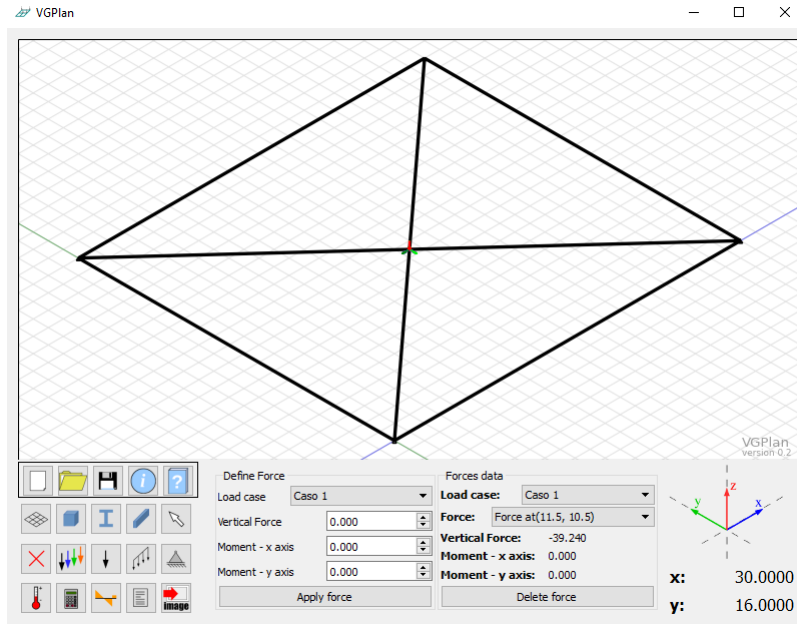 VGPlan
VGPlan
version 0.2
Define Force
Load case Caso 1
Vertical Force 0.000
Moment - x axis 0.000
Moment - y axis 0.000
Apply force
Forces data
Load case: Caso 1
Force: Force at(11.5, 10.5)
Vertical Force: -39.240
Moment - x axis: 0.000
Moment - y axis: 0.000
Delete force
z
y
x
x: 30.0000
y: 16.0000
i
?
image